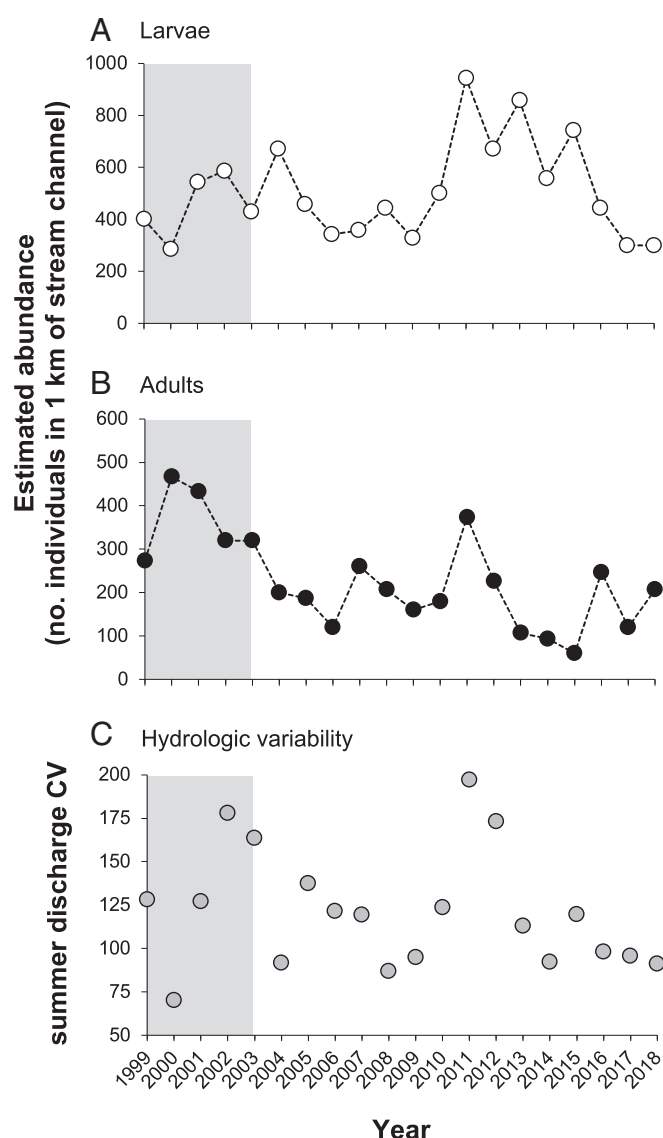 A Larvae
1000
800
600
400
200
0
Estimated abundance
(no. individuals in 1 km of stream channel)
B Adults
600
500
400
300
200
100
0
C Hydrologic variability
200
175
150
125
100
75
50
summer discharge CV
1999 2000 2001 2002 2003 2004 2005 2006 2007 2008 2009 2010 2011 2012 2013 2014 2015 2016 2017 2018
Year